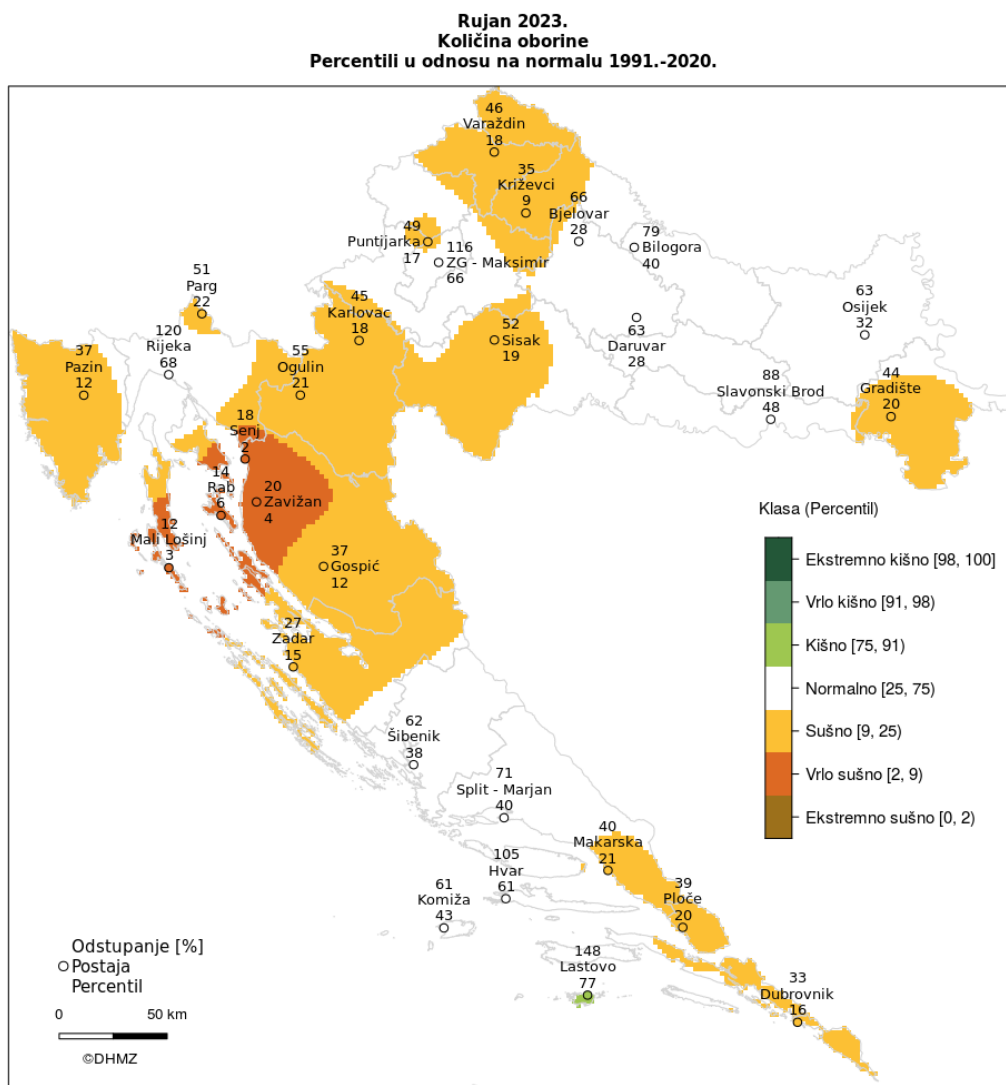 Rujan 2023.
Količina oborine
Percentili u odnosu na normalu 1991.-2020.
46
Varaždin
18
35
Križevci
9
66
Bjelovar
28
79
Bilogora
40
49
Puntijarka
17
116
ZG - Maksimir
66
51
Parg
22
120
Rijeka
68
45
Karlovac
18
52
Sisak
19
63
Daruvar
28
63
Osijek
32
37
Pazin
12
55
Ogulin
21
88
Slavonski Brod
48
44
Gradište
20
18
Senj
2
14
Rab
6
20
Zavižan
4
12
Mali Lošinj
3
37
Gospić
12
27
Zadar
15
62
Šibenik
38
71
Split - Marjan
40
40
Makarska
21
105
Hvar
61
61
Komiža
43
39
Ploče
20
148
Lastovo
77
33
Dubrovnik
16
Klasa (Percentil)
Ekstremno kišno [98, 100]
Vrlo kišno [91, 98)
Kišno [75, 91)
Normalno [25, 75)
Sušno [9, 25)
Vrlo sušno [2, 9)
Ekstremno sušno [0, 2)
Odstupanje [%]
Postaja
Percentil
0 50 km
©DHMZ